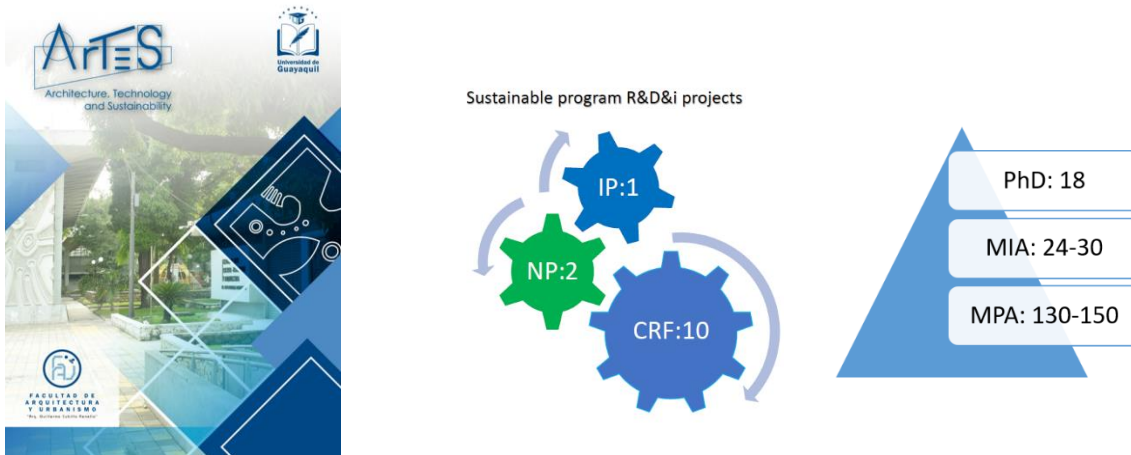 ArTES
Architecture, Technology
and Sustainability
Universidad de
Guayaquil
FACULTAD DE
ARQUITECTURA
Y URBANISMO
Sustainable program R&D&i projects
IP:1
NP:2
CRF:10
PhD: 18
MIA: 24-30
MPA: 130-150